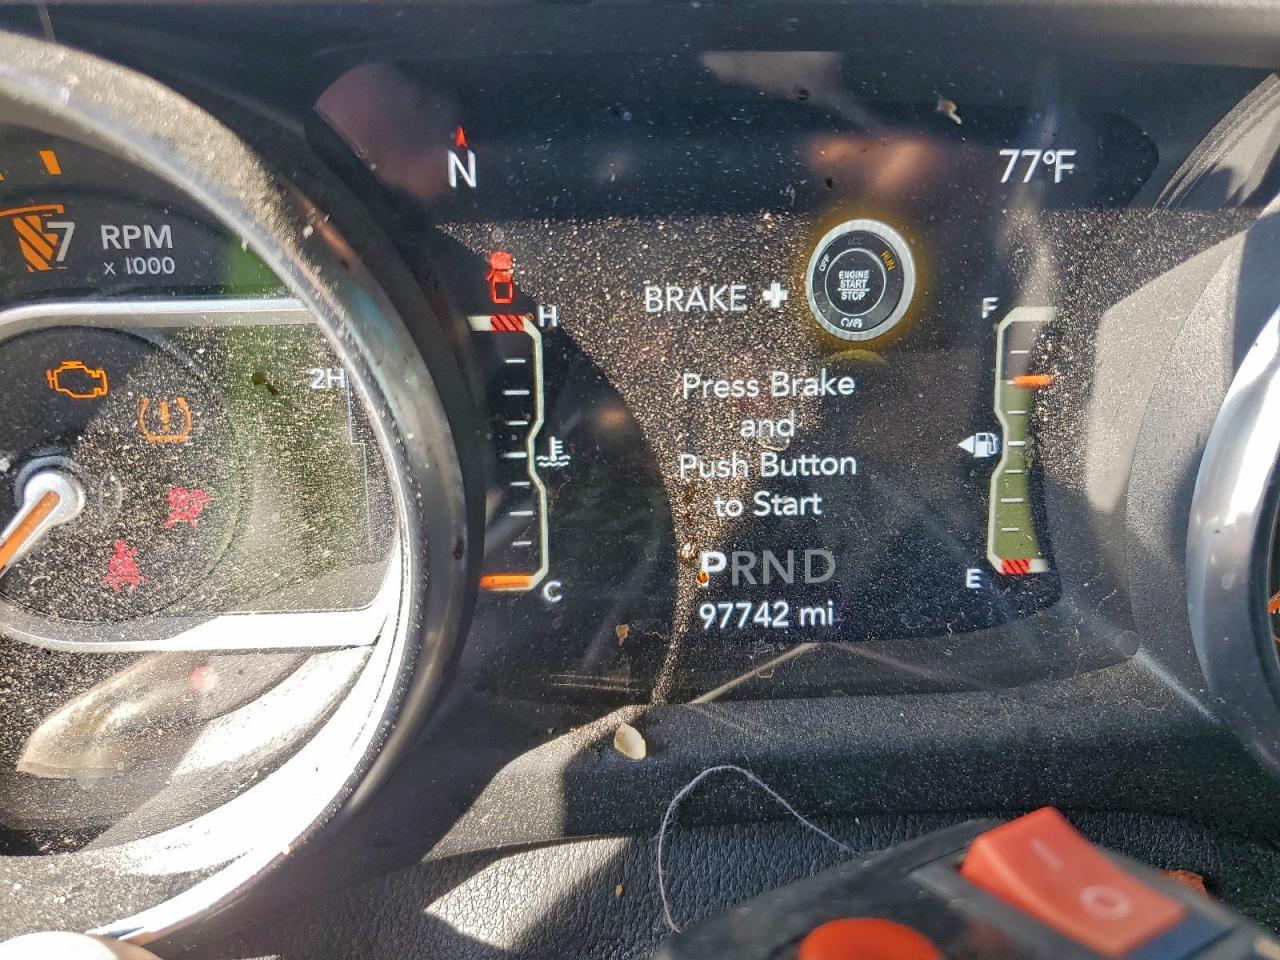 N
77°F
7
RPM
x 1000
ACC
OFF
RUN
ENGINE
START
STOP
BRAKE +
H
F
2H
Press Brake
and
Push Button
to Start
PRND
C
E
97742 mi